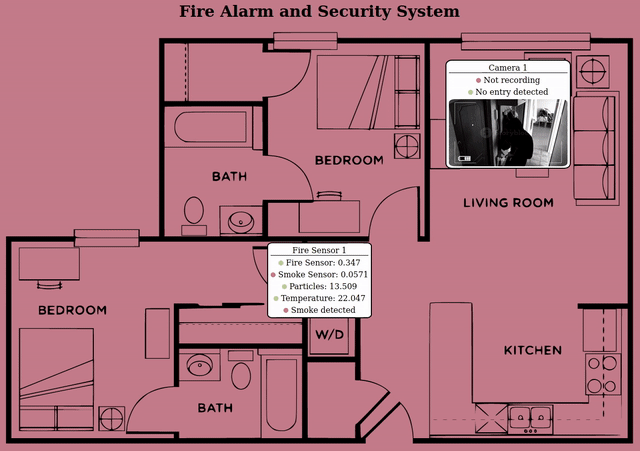 Fire Alarm and Security System
Camera 1
Not recording
No entry detected
BEDROOM
BATH
LIVING ROOM
Fire Sensor 1
Fire Sensor: 0.347
Smoke Sensor: 0.0571
Particles: 13.509
Temperature: 22.047
Smoke detected
BEDROOM
W/D
KITCHEN
BATH